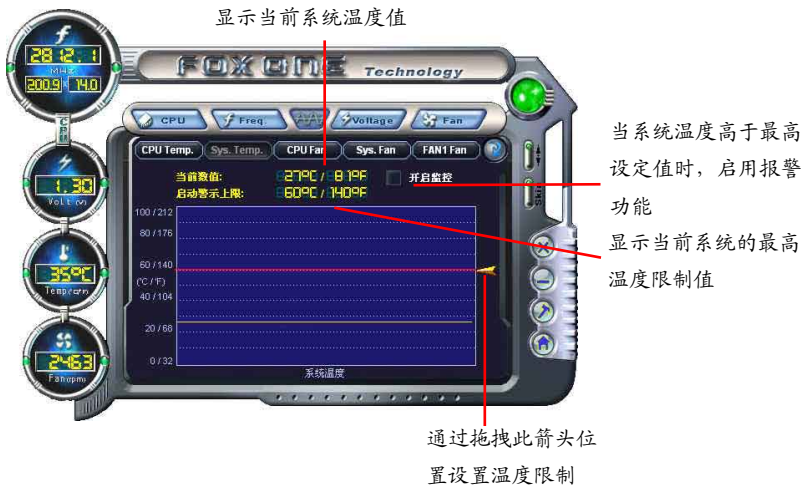 显示当前系统温度值
2812.1
MHz
200.9 14.0
FOX ONE Technology
CPU Freq. Voltage Fan
CPU
CPU Temp. Sys. Temp. CPU Fan Sys. Fan FAN1 Fan
当前数值: 27℃/ 81℉ 开启监控
启动警示上限: 60℃/140℉
当系统温度高于最高
设定值时，启用报警
功能
显示当前系统的最高
温度限制值
1.30
Volt (V)
100 / 212
80 / 176
60 / 140
(℃/℉)
40 / 104
20 / 68
0 / 32
系统温度
35℃
2463
Fan(rpm)
通过拖拽此箭头位
置设置温度限制